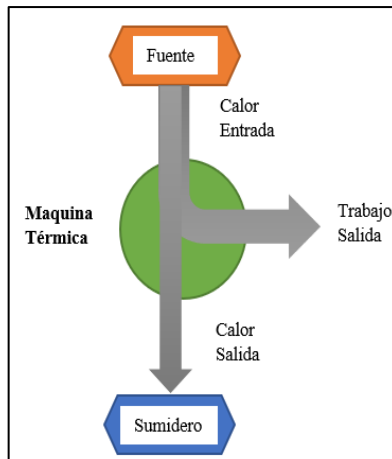 Fuente
Calor
Entrada
Maquina
Térmica
Trabajo
Salida
Calor
Salida
Sumidero